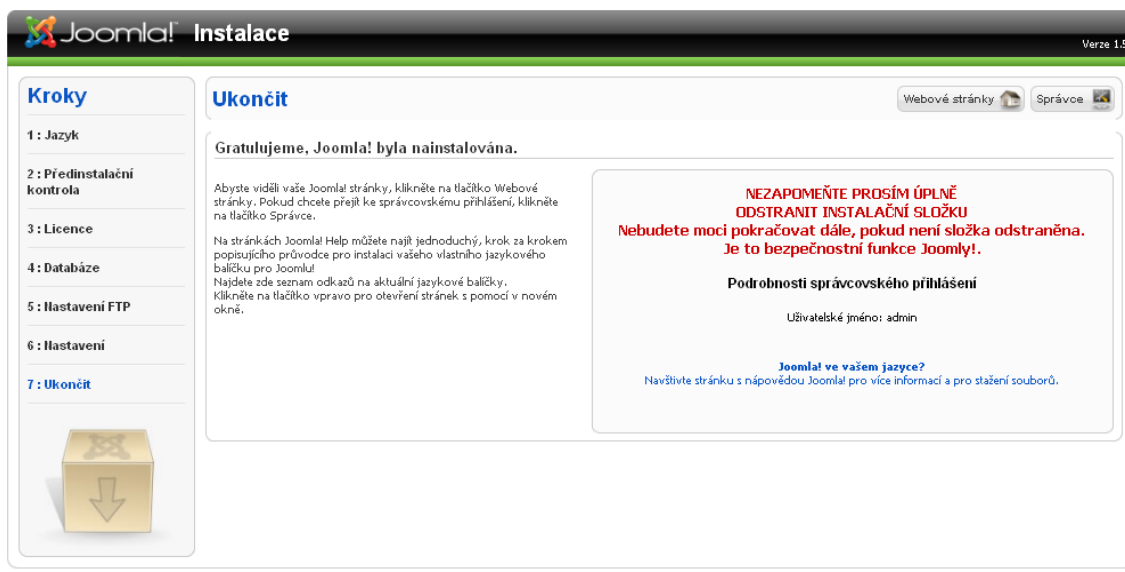 Joomla!™ Instalace
Verze 1.5
Kroky
1 : Jazyk
2 : Předinstalační
kontrola
3 : Licence
4 : Databáze
5 : Nastavení FTP
6 : Nastavení
7 : Ukončit
Ukončit
Webové stránky
Správce
Gratulujeme, Joomla! byla nainstalována.
Abyste viděli vaše Joomla! stránky, klikněte na tlačítko Webové
stránky. Pokud chcete přejít ke správcovskému přihlášení, klikněte
na tlačítko Správce.
Na stránkách Joomla! Help můžete najít jednoduchý, krok za krokem
popisujícího průvodce pro instalaci vašeho vlastního jazykového
balíčku pro Joomlu!
Najdete zde seznam odkazů na aktuální jazykové balíčky.
Klikněte na tlačítko vpravo pro otevření stránek s pomocí v novém
okně.
NEZAPOMEŇTE PROSÍM ÚPLNĚ
ODSTRANIT INSTALAČNÍ SLOŽKU
Nebudete moci pokračovat dále, pokud není složka odstraněna.
Je to bezpečnostní funkce Joomly!.
Podrobnosti správcovského přihlášení
Uživatelské jméno: admin
Joomla! ve vašem jazyce?
Navštivte stránku s nápovědou Joomla! pro více informací a pro stažení souborů.